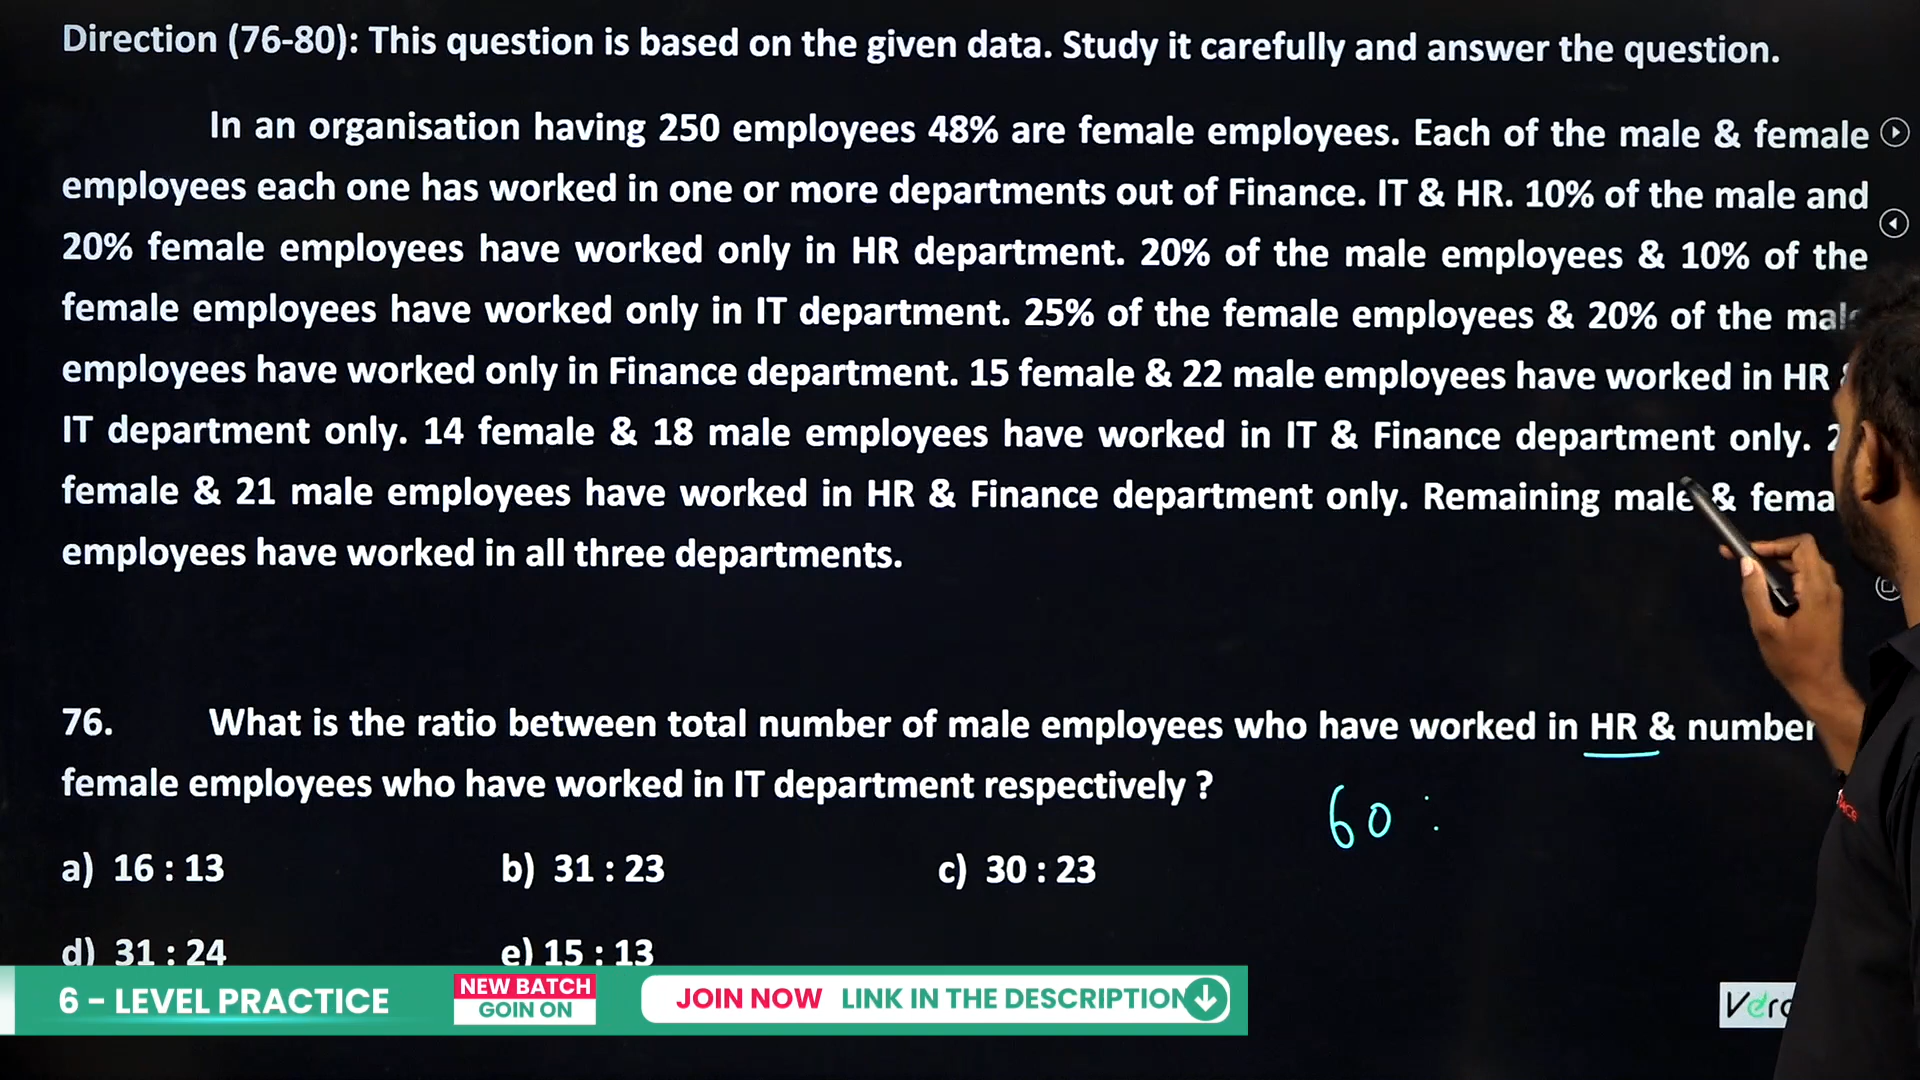 Direction (76-80): This question is based on the given data. Study it carefully and answer the question.
In an organisation having 250 employees 48% are female employees. Each of the male & female
employees each one has worked in one or more departments out of Finance. IT & HR. 10% of the male and
20% female employees have worked only in HR department. 20% of the male employees & 10% of the
female employees have worked only in IT department. 25% of the female employees & 20% of the
employees have worked only in Finance department. 15 female & 22 male employees have worked in HR
IT department only. 14 female & 18 male employees have worked in IT & Finance department only.
female & 21 male employees have worked in HR & Finance department only. Remaining male &
employees have worked in all three departments.
76. What is the ratio between total number of male employees who have worked in HR & number
female employees who have worked in IT department respectively ?
60 :
a) 16 : 13 b) 31 : 23 c) 30 : 23
d) 31 : 24 e) 15 : 13
6 - LEVEL PRACTICE
NEW BATCH
GOIN ON
JOIN NOW LINK IN THE DESCRIPTION